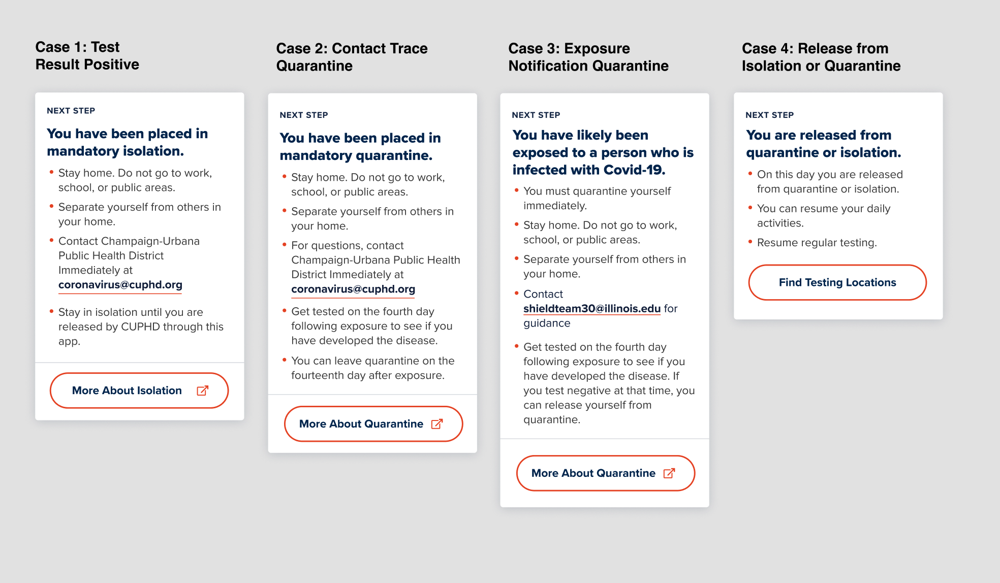 Case 1: Test
Result Positive
NEXT STEP
You have been placed in
mandatory isolation.
• Stay home. Do not go to work,
school, or public areas.
• Separate yourself from others in
your home.
• Contact Champaign-Urbana
Public Health District
Immediately at
coronavirus@cuphd.org
• Stay in isolation until you are
released by CUPHD through this
app.
More About Isolation
Case 2: Contact Trace
Quarantine
NEXT STEP
You have been placed in
mandatory quarantine.
• Stay home. Do not go to work,
school, or public areas.
• Separate yourself from others in
your home.
• For questions, contact
Champaign-Urbana Public Health
District Immediately at
coronavirus@cuphd.org
• Get tested on the fourth day
following exposure to see if you
have developed the disease.
• You can leave quarantine on the
fourteenth day after exposure.
More About Quarantine
Case 3: Exposure
Notification Quarantine
NEXT STEP
You have likely been
exposed to a person who is
infected with Covid-19.
• You must quarantine yourself
immediately.
• Stay home. Do not go to work,
school, or public areas.
• Separate yourself from others in
your home.
• Contact
shieldteam30@illinois.edu for
guidance
• Get tested on the fourth day
following exposure to see if you
have developed the disease. If
you test negative at that time, you
can release yourself from
quarantine.
More About Quarantine
Case 4: Release from
Isolation or Quarantine
NEXT STEP
You are released from
quarantine or isolation.
• On this day you are released
from quarantine or isolation.
• You can resume your daily
activities.
• Resume regular testing.
Find Testing Locations